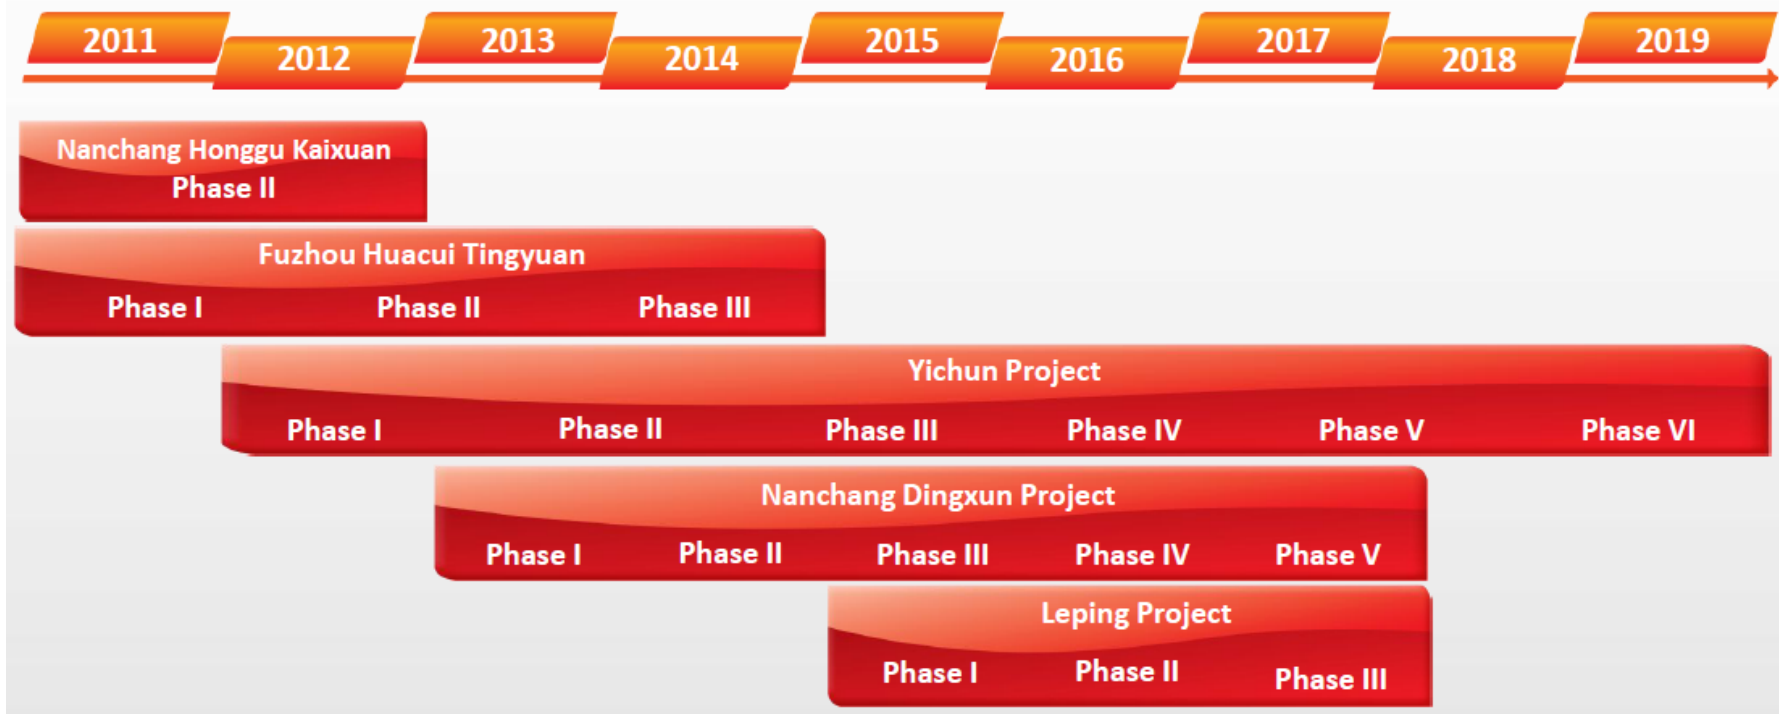 2011
2012
2013
2014
2015
2016
2017
2018
2019
Nanchang Honggu Kaixuan
Phase II
Fuzhou Huacui Tingyuan
Phase I Phase II Phase III
Yichun Project
Phase I Phase II Phase III Phase IV Phase V Phase VI
Nanchang Dingxun Project
Phase I Phase II Phase III Phase IV Phase V
Leping Project
Phase I Phase II Phase III